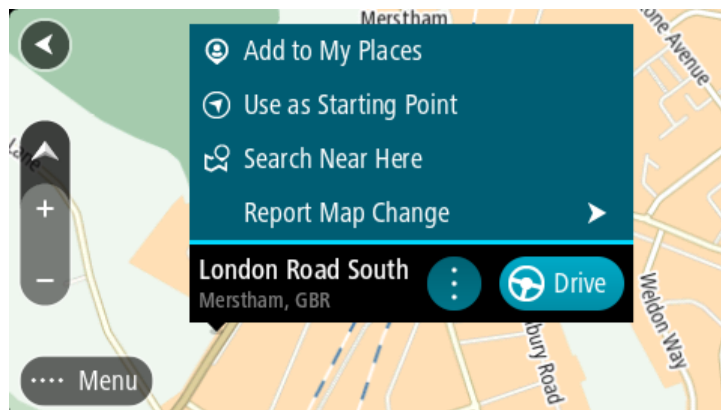 Merstham
Add to My Places
Use as Starting Point
Search Near Here
Report Map Change
London Road South
Merstham, GBR
Drive
Lane
Avenue
Weldon Way
bury Road
+
−
Menu